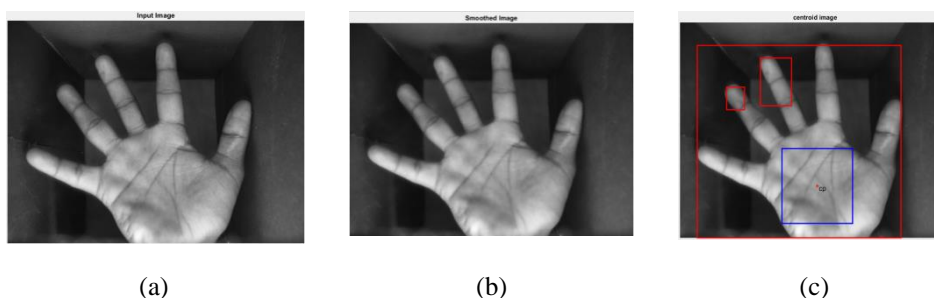 Input Image
Smoothed Image
centroid image
cp
(a)
(b)
(c)